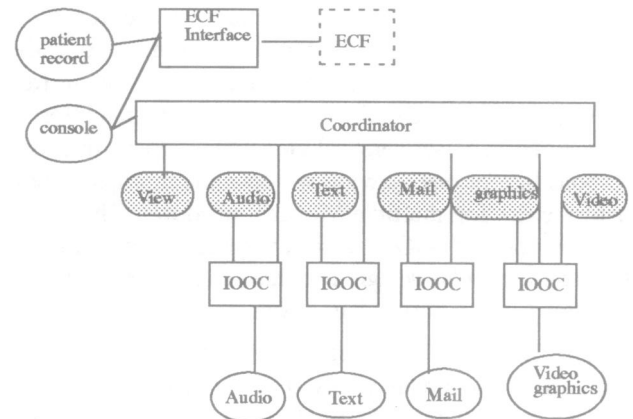 patient
record
ECF
Interface
ECF
console
Coordinator
View
Audio
Text
Mail
graphics
Video
IOOC
IOOC
IOOC
IOOC
Audio
Text
Mail
Video
graphics